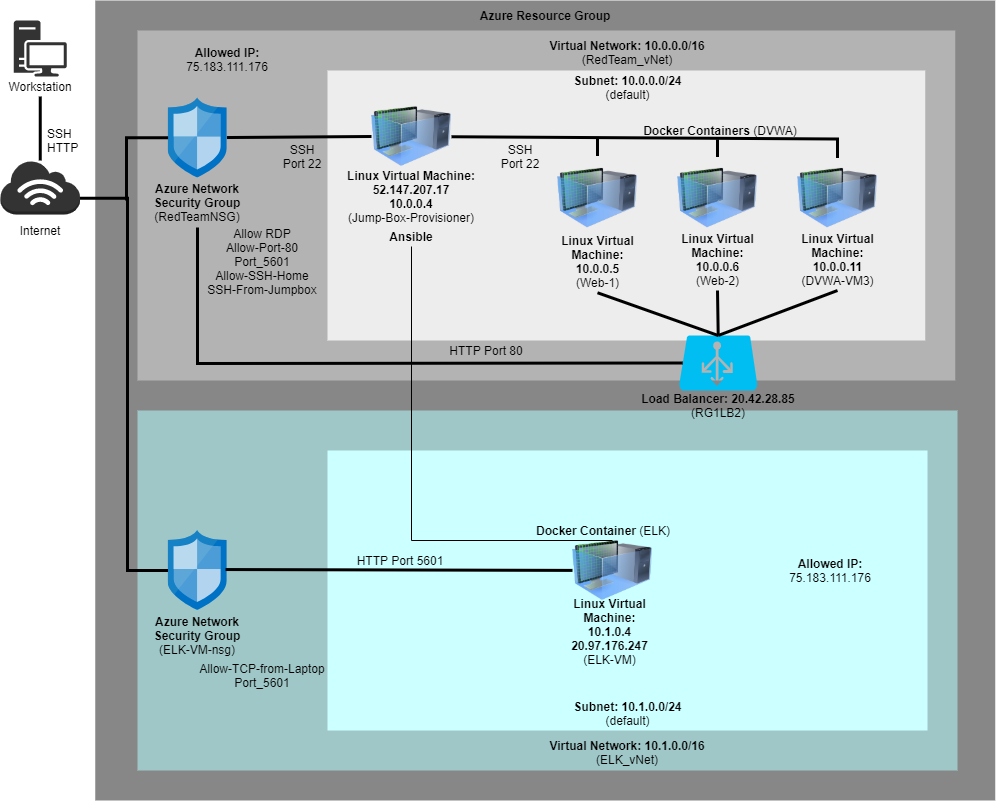 Azure Resource Group
Workstation
SSH
HTTP
Internet
Allowed IP:
75.183.111.176
Virtual Network: 10.0.0.0/16
(RedTeam_vNet)
Subnet: 10.0.0.0/24
(default)
Azure Network
Security Group
(RedTeamNSG)
Allow RDP
Allow-Port-80
Port_5601
Allow-SSH-Home
SSH-From-Jumpbox
SSH
Port 22
Linux Virtual Machine:
52.147.207.17
10.0.0.4
(Jump-Box-Provisioner)
Ansible
SSH
Port 22
Docker Containers (DVWA)
Linux Virtual
Machine:
10.0.0.5
(Web-1)
Linux Virtual
Machine:
10.0.0.6
(Web-2)
Linux Virtual
Machine:
10.0.0.11
(DVWA-VM3)
HTTP Port 80
Load Balancer: 20.42.28.85
(RG1LB2)
Docker Container (ELK)
HTTP Port 5601
Allowed IP:
75.183.111.176
Azure Network
Security Group
(ELK-VM-nsg)
Allow-TCP-from-Laptop
Port_5601
Linux Virtual
Machine:
10.1.0.4
20.97.176.247
(ELK-VM)
Subnet: 10.1.0.0/24
(default)
Virtual Network: 10.1.0.0/16
(ELK_vNet)